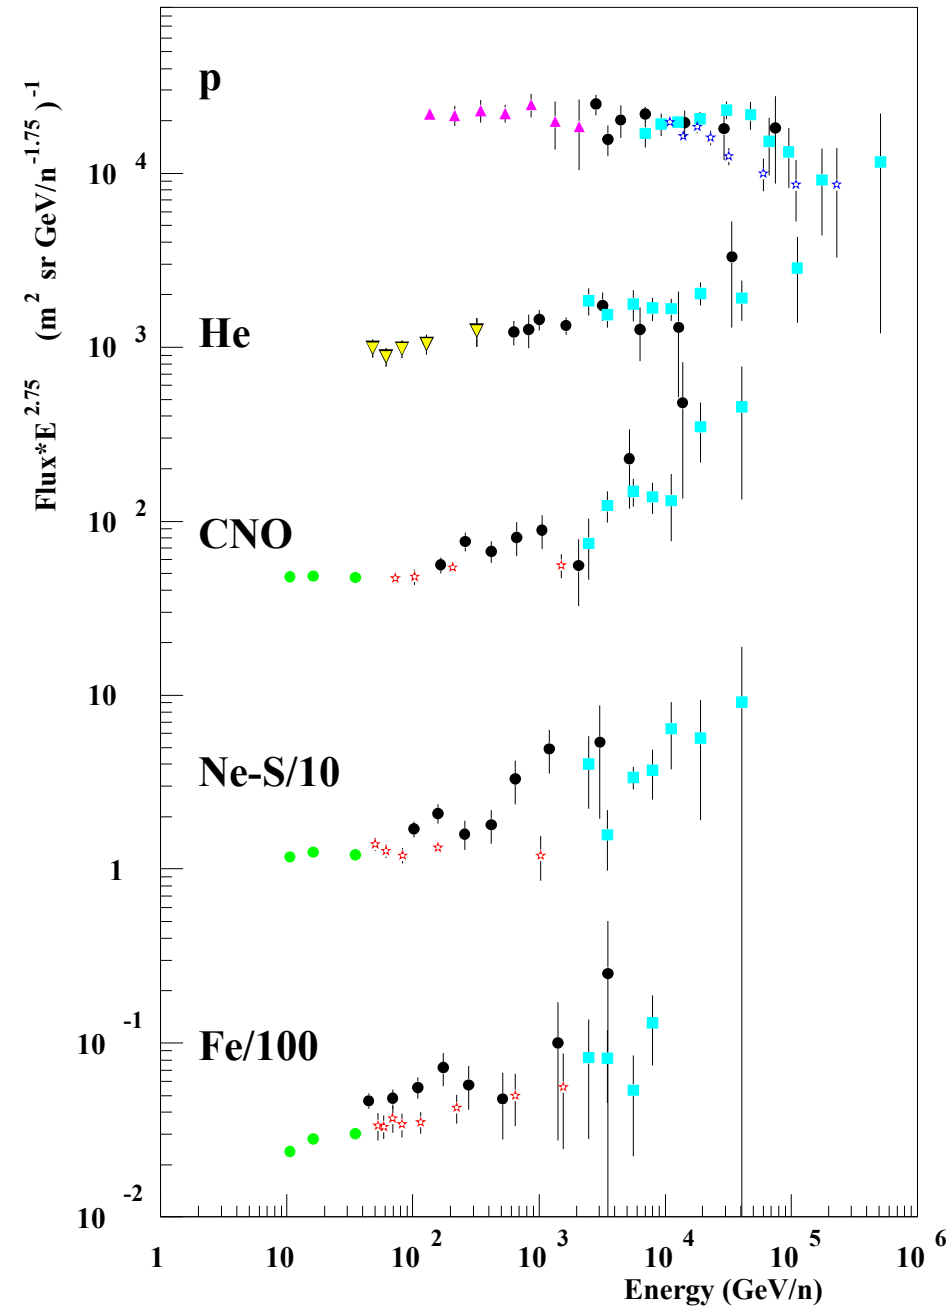 Flux*E^2.75 (m^2 sr GeV/n^-1.75)^-1
p
10^4
He
10^3
CNO
10^2
10
Ne-S/10
1
10^-1
Fe/100
10^-2
1 10 10^2 10^3 10^4 10^5 10^6
Energy (GeV/n)